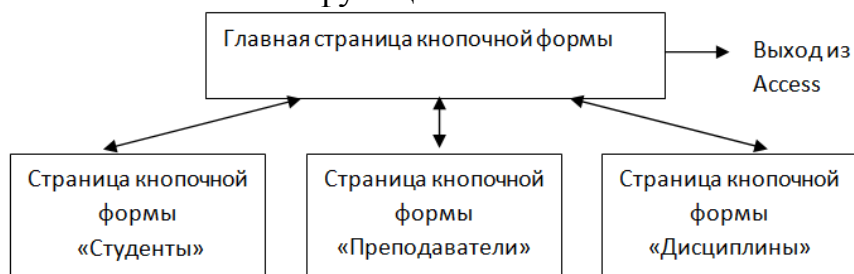 Главная страница кнопочной формы
Выход из
Access
Страница кнопочной
формы
«Студенты»
Страница кнопочной
формы
«Преподаватели»
Страница кнопочной
формы
«Дисциплины»